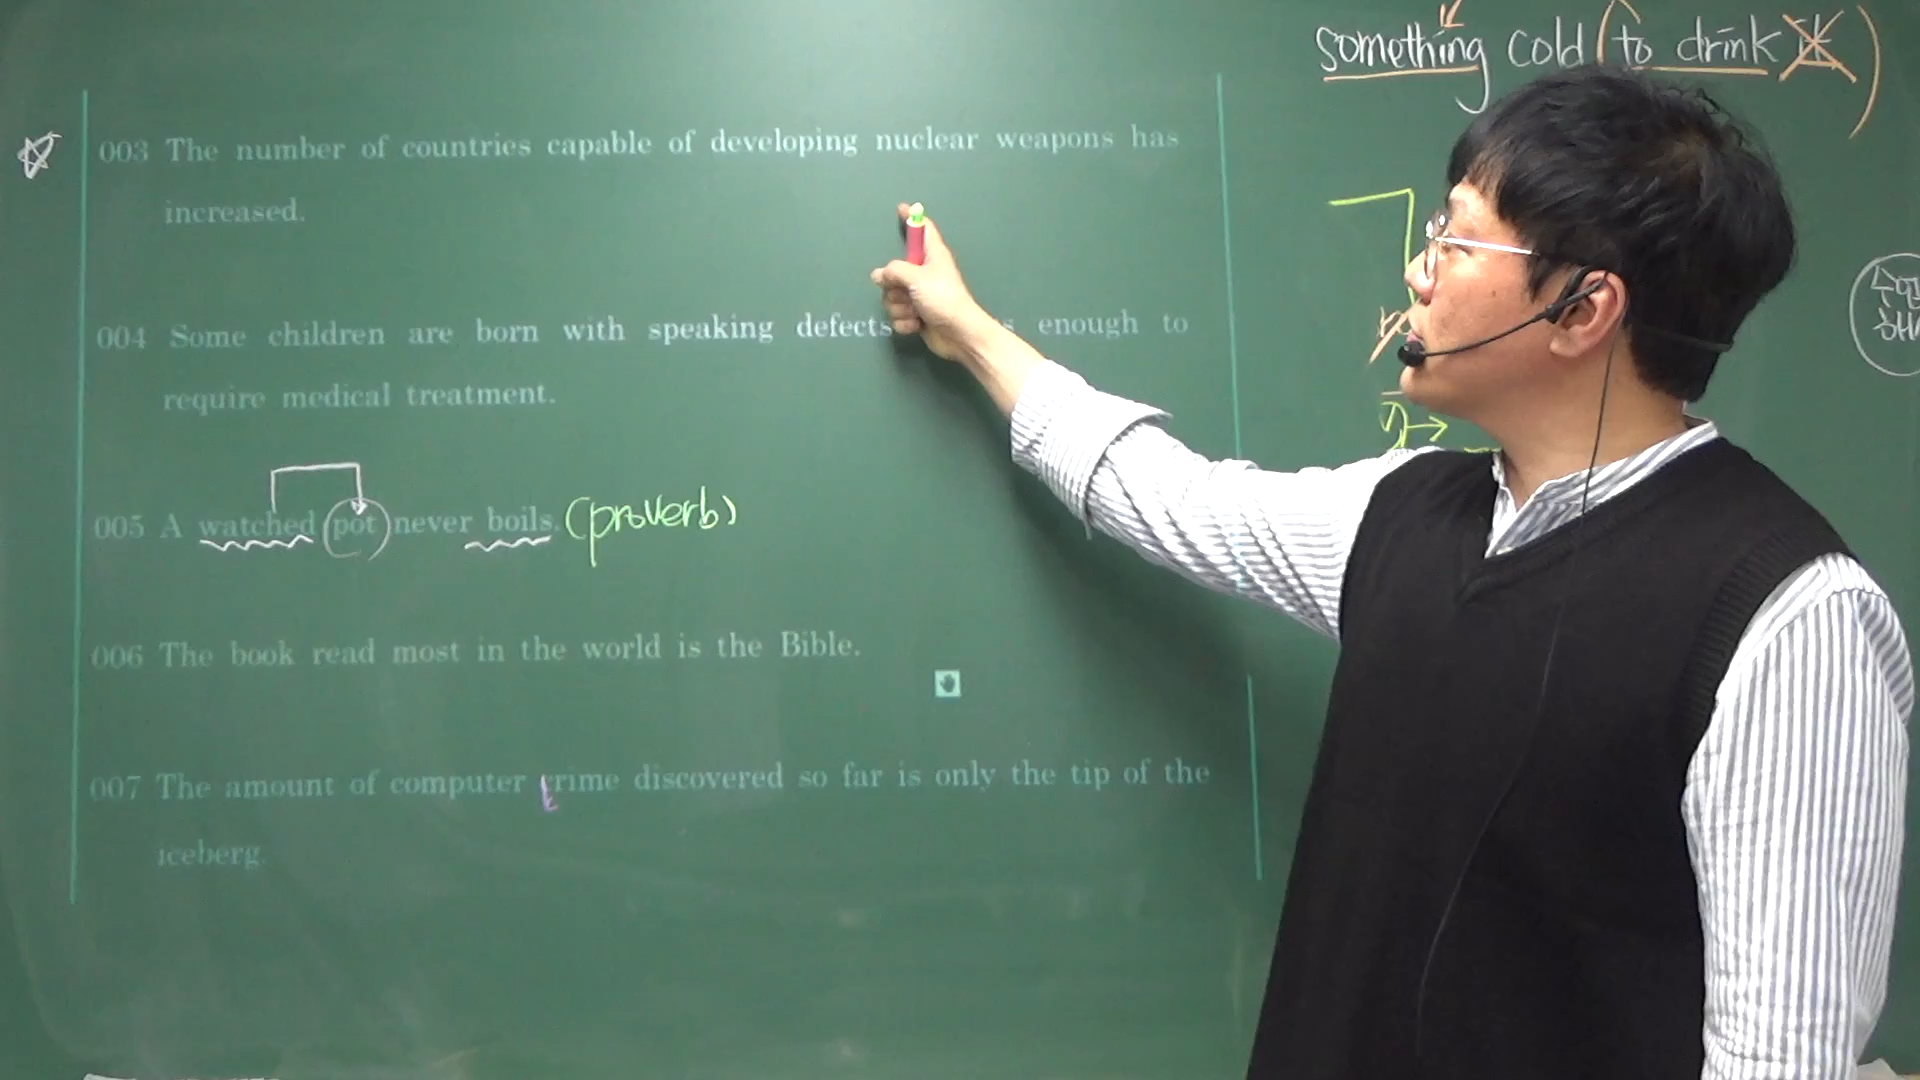 something cold (to drink it)
003 The number of countries capable of developing nuclear weapons has
increased.
004 Some children are born with speaking defects enough to
require medical treatment.
005 A watched pot never boils. (proverb)
006 The book read most in the world is the Bible.
007 The amount of computer crime discovered so far is only the tip of the
iceberg.